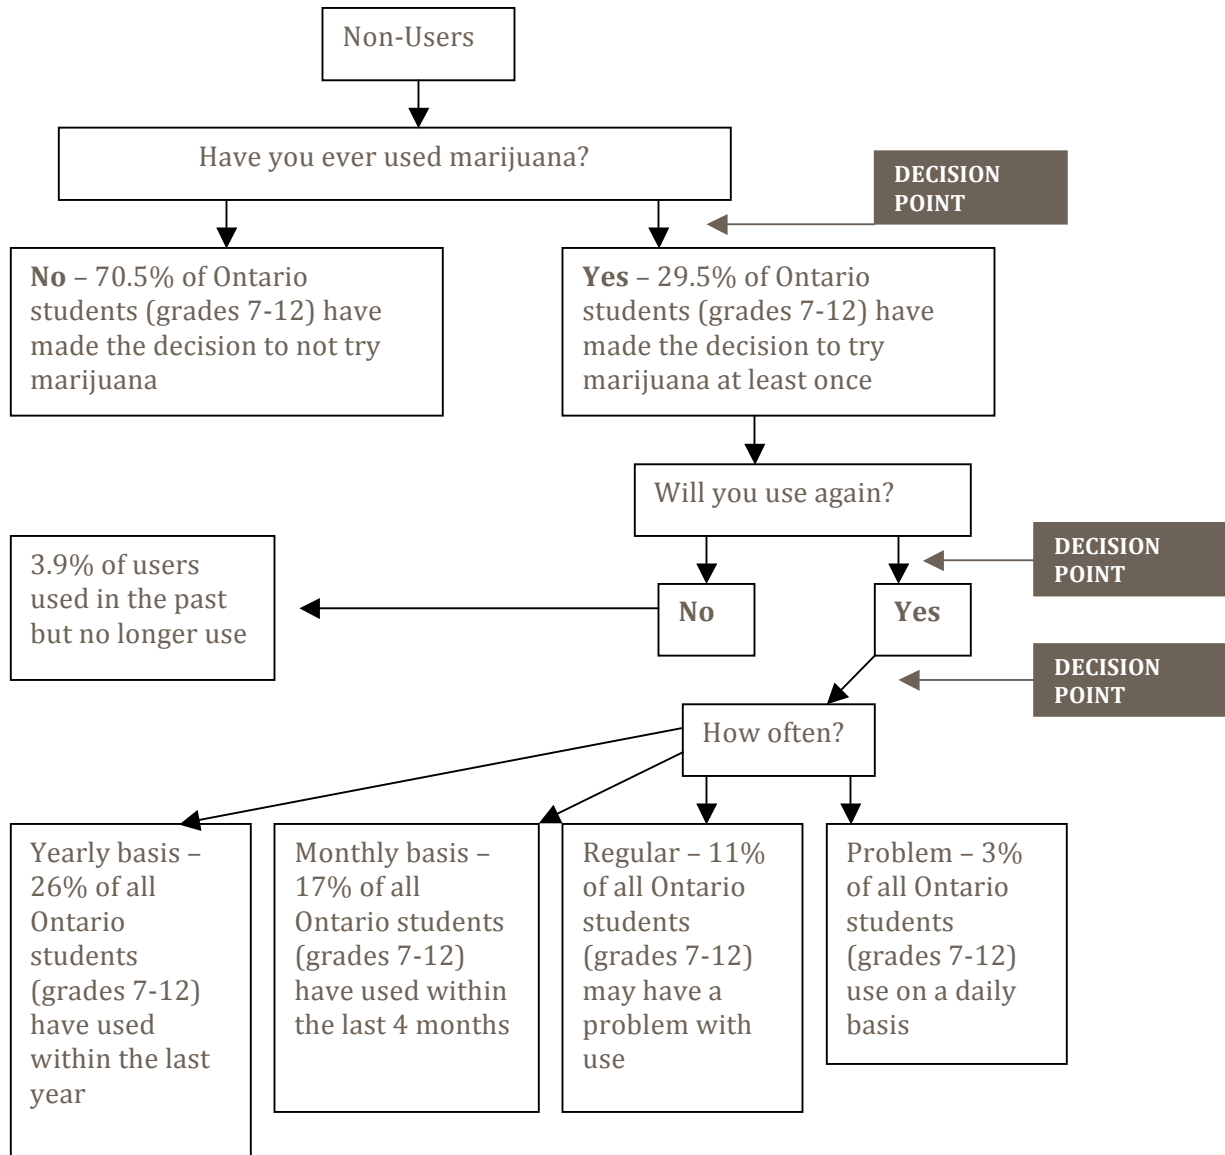 Non-Users
Have you ever used marijuana?
DECISION
POINT
No – 70.5% of Ontario
students (grades 7-12) have
made the decision to not try
marijuana
Yes – 29.5% of Ontario
students (grades 7-12) have
made the decision to try
marijuana at least once
Will you use again?
DECISION
POINT
3.9% of users
used in the past
but no longer use
No
Yes
DECISION
POINT
How often?
Yearly basis –
26% of all
Ontario
students
(grades 7-12)
have used
within the last
year
Monthly basis –
17% of all
Ontario students
(grades 7-12)
have used within
the last 4 months
Regular – 11%
of all Ontario
students
(grades 7-12)
may have a
problem with
use
Problem – 3%
of all Ontario
students
(grades 7-12)
use on a daily
basis